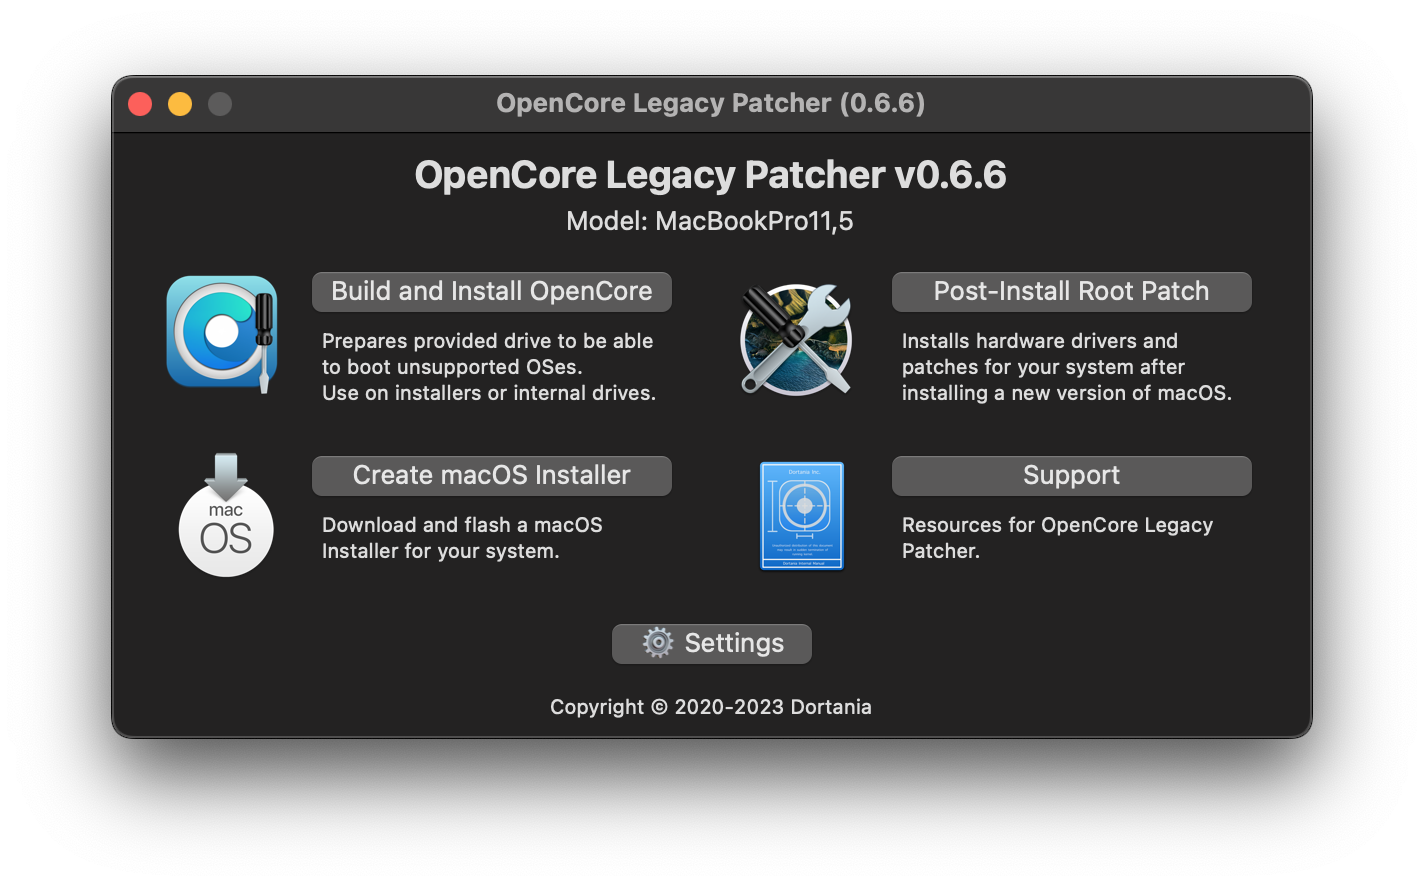 OpenCore Legacy Patcher (0.6.6)
OpenCore Legacy Patcher v0.6.6
Model: MacBookPro11,5
Build and Install OpenCore
Prepares provided drive to be able
to boot unsupported OSes.
Use on installers or internal drives.
Post-Install Root Patch
Installs hardware drivers and
patches for your system after
installing a new version of macOS.
mac
OS
Create macOS Installer
Download and flash a macOS
Installer for your system.
Dortania Inc.
Dortania Internal Manual
Support
Resources for OpenCore Legacy
Patcher.
Settings
Copyright © 2020-2023 Dortania